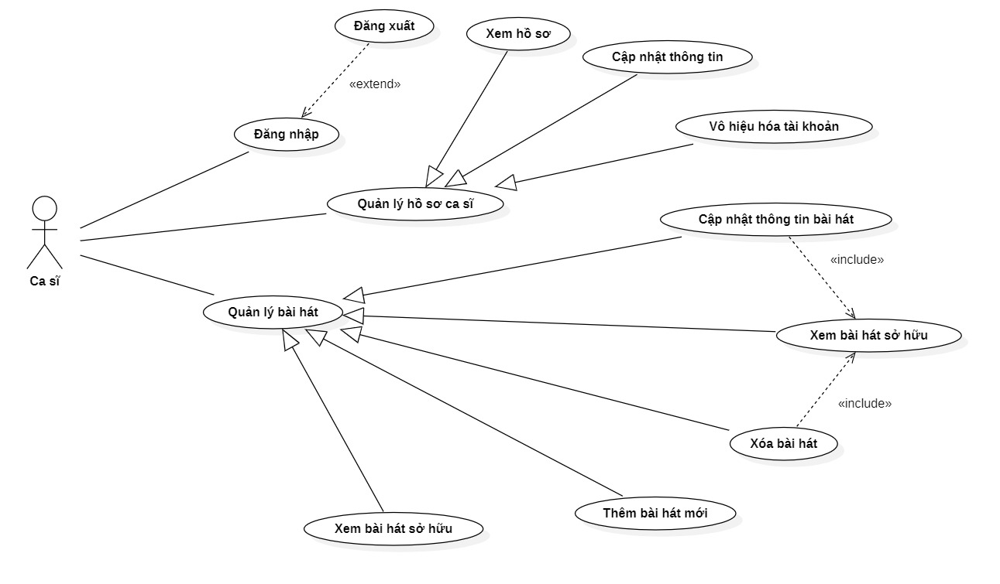 Đăng xuất
Xem hồ sơ
Cập nhật thông tin
«extend»
Vô hiệu hóa tài khoản
Đăng nhập
Quản lý hồ sơ ca sĩ
Cập nhật thông tin bài hát
«include»
Ca sĩ
Quản lý bài hát
Xem bài hát sở hữu
«include»
Xóa bài hát
Thêm bài hát mới
Xem bài hát sở hữu